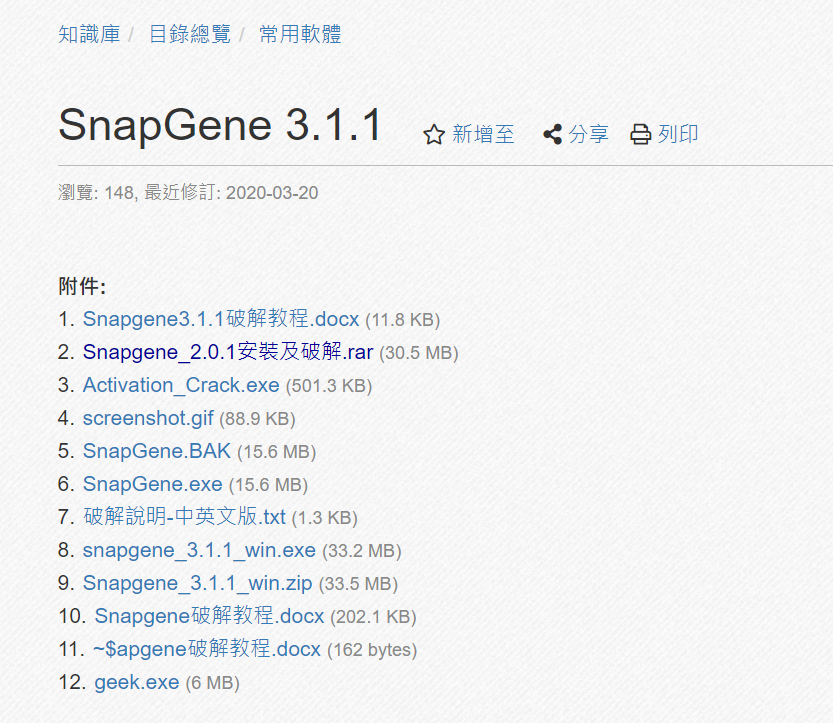 知識庫 / 目錄總覽 / 常用軟體
SnapGene 3.1.1 新增至 分享 列印
瀏覽: 148, 最近修訂: 2020-03-20
附件:
1. Snapgene3.1.1破解教程.docx (11.8 KB)
2. Snapgene_2.0.1安裝及破解.rar (30.5 MB)
3. Activation_Crack.exe (501.3 KB)
4. screenshot.gif (88.9 KB)
5. SnapGene.BAK (15.6 MB)
6. SnapGene.exe (15.6 MB)
7. 破解說明-中英文版.txt (1.3 KB)
8. snapgene_3.1.1_win.exe (33.2 MB)
9. Snapgene_3.1.1_win.zip (33.5 MB)
10. Snapgene破解教程.docx (202.1 KB)
11. ~$apgene破解教程.docx (162 bytes)
12. geek.exe (6 MB)